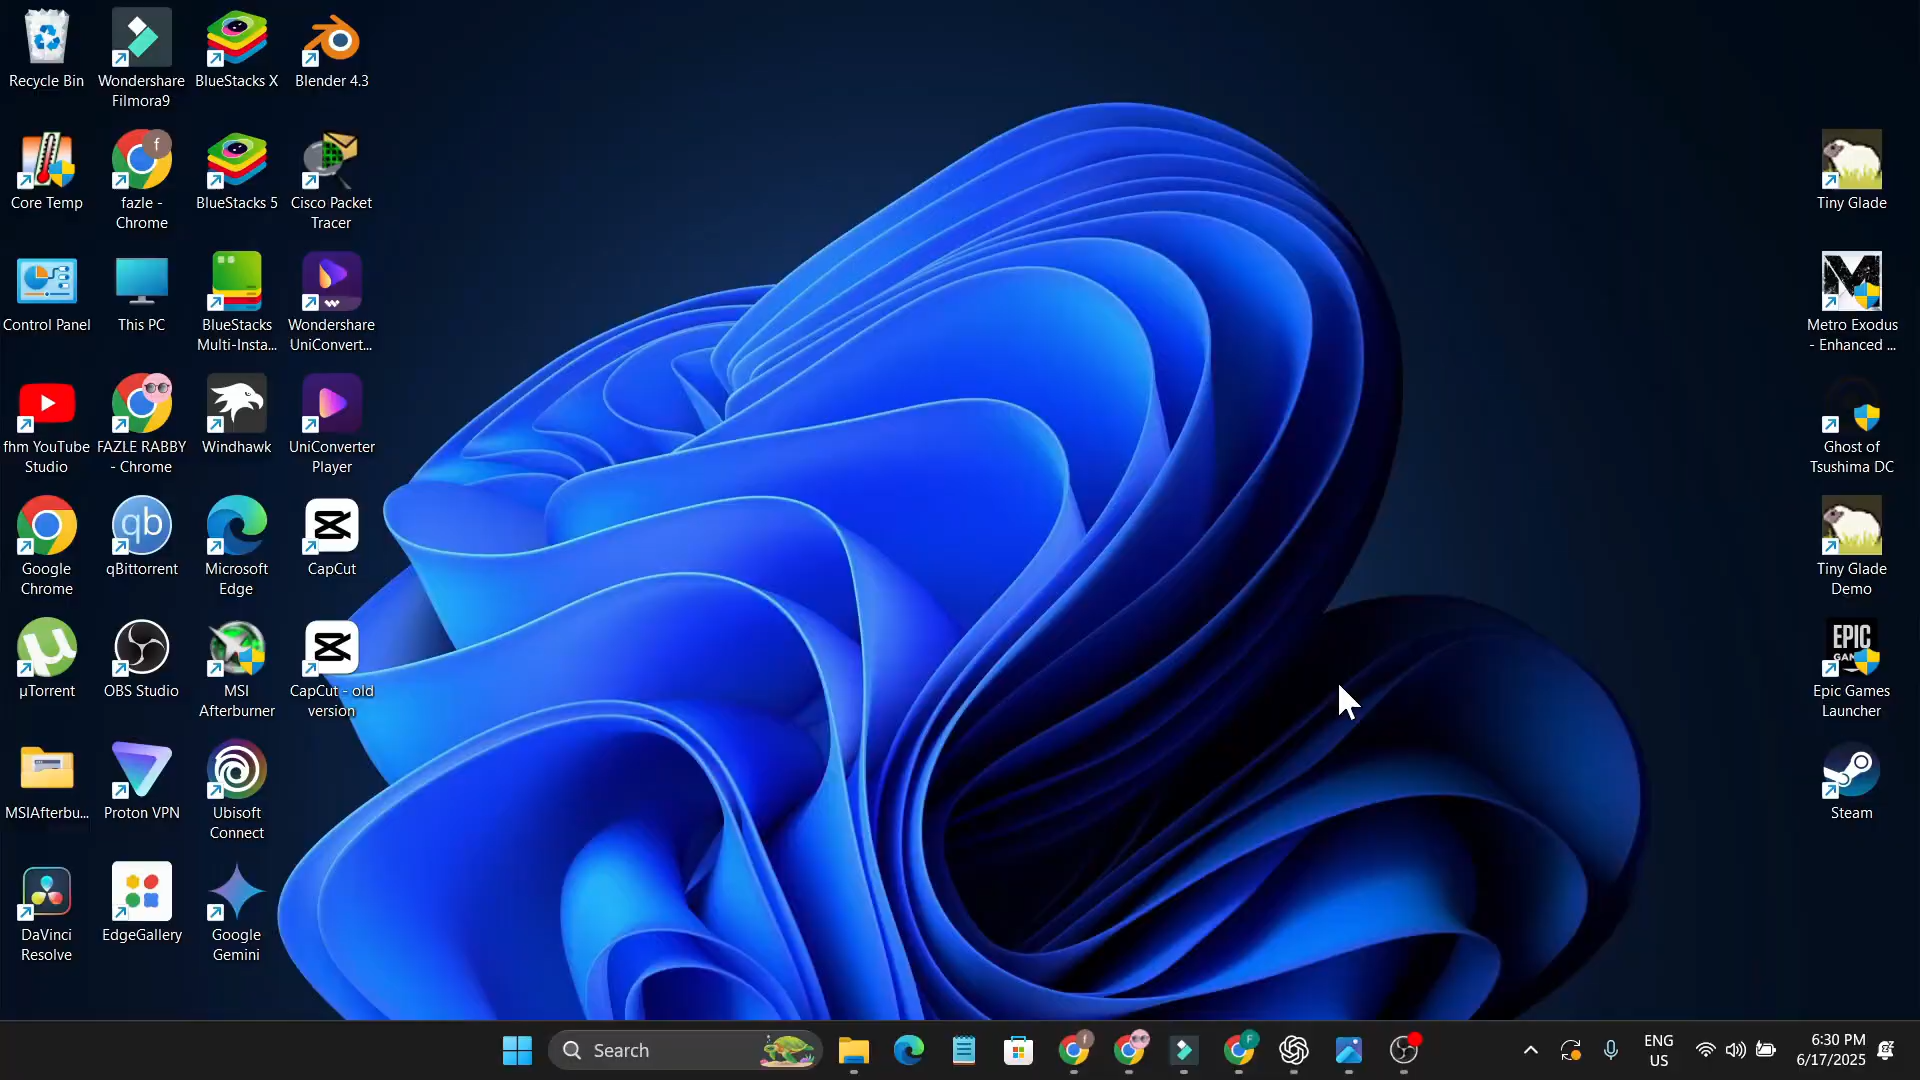 Recycle Bin
Wondershare
Filmora9
BlueStacks X
Blender 4.3
Core Temp
f
fazle -
Chrome
BlueStacks 5
Cisco Packet
Tracer
Control Panel
This PC
BlueStacks
Multi-Insta...
Wondershare
UniConvert...
fhm YouTube
Studio
FAZLE RABBY
- Chrome
Windhawk
UniConverter
Player
Google
Chrome
qb
qBittorrent
Microsoft
Edge
CapCut
µ
µTorrent
OBS Studio
MSI
Afterburner
CapCut - old
version
MSIAfterbu...
Proton VPN
Ubisoft
Connect
DaVinci
Resolve
EdgeGallery
Google
Gemini
Tiny Glade
M
Metro Exodus
- Enhanced ...
Ghost of
Tsushima DC
Tiny Glade
Demo
EPIC
GAM
Epic Games
Launcher
Steam
Search
f
F
ENG
US
6:30 PM
6/17/2025